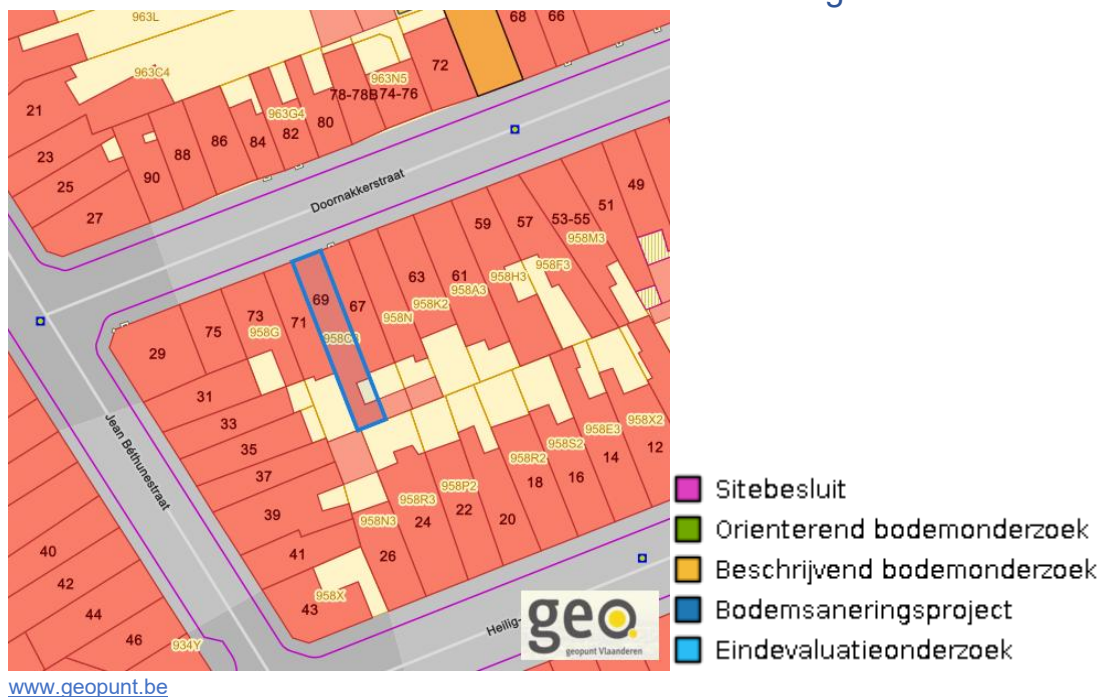 963L
68
66
963C4
72
963N5
78-78B
74-76
21
963G4
80
86
84
82
23
88
90
25
27
Doornakkerstraat
49
51
53-55
57
59
958M3
958F3
958H3
61
63
958A3
958K2
69
67
958N
73
71
75
958G
29
31
33
35
37
39
41
43
Jean Béthunestraat
958X2
958E3
958S2
958R2
12
14
16
18
20
22
24
26
958P2
958R3
958N3
958X
40
42
44
46
934Y
Heilig-
geo
geopunt Vlaanderen
Sitebesluit
Orienterend bodemonderzoek
Beschrijvend bodemonderzoek
Bodemsaneringsproject
Eindevaluatieonderzoek
www.geopunt.be